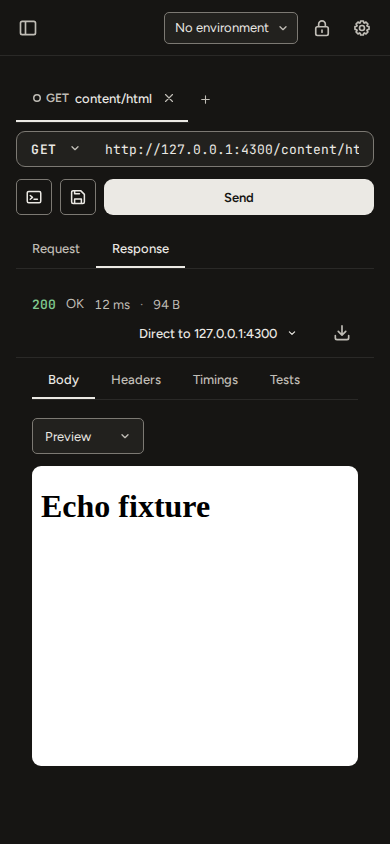 No environment
GET content/html
GET http://127.0.0.1:4300/content/ht
Send
Request Response
200 OK 12 ms · 94 B
Direct to 127.0.0.1:4300
Body Headers Timings Tests
Preview
Echo fixture